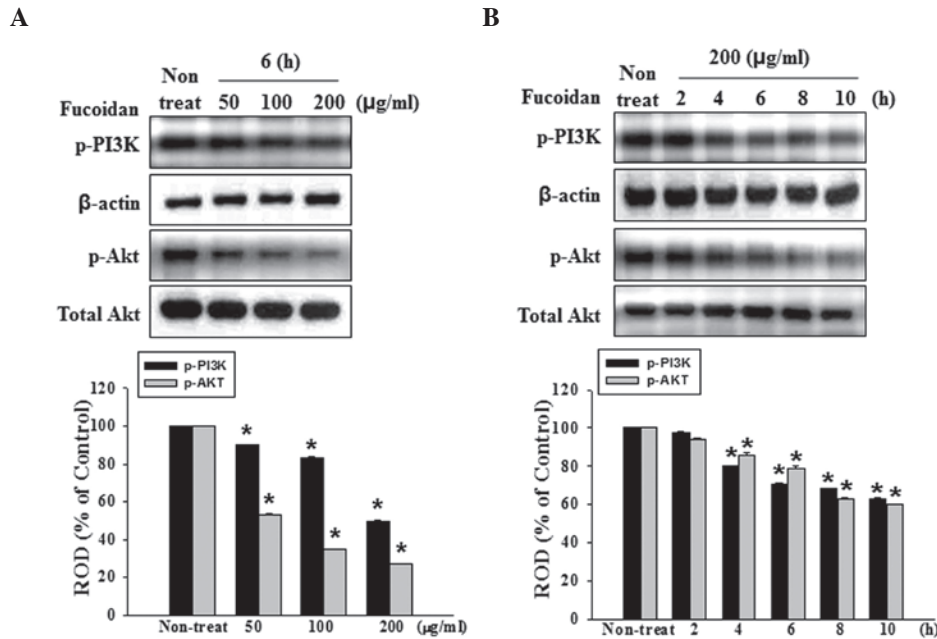 A
6 (h)
Non
treat
Fucoidan 50 100 200 (μg/ml)
p-PI3K
β-actin
p-Akt
Total Akt
p-PI3K
p-AKT
ROD (% of Control)
120
100
80
60
40
20
0
* * * * * *
Non-treat 50 100 200 (μg/ml)
B
200 (μg/ml)
Non
treat
Fucoidan 2 4 6 8 10 (h)
p-PI3K
β-actin
p-Akt
Total Akt
p-PI3K
p-AKT
ROD (% of Control)
120
100
80
60
40
20
0
* * * * * * * *
Non-treat 2 4 6 8 10 (h)